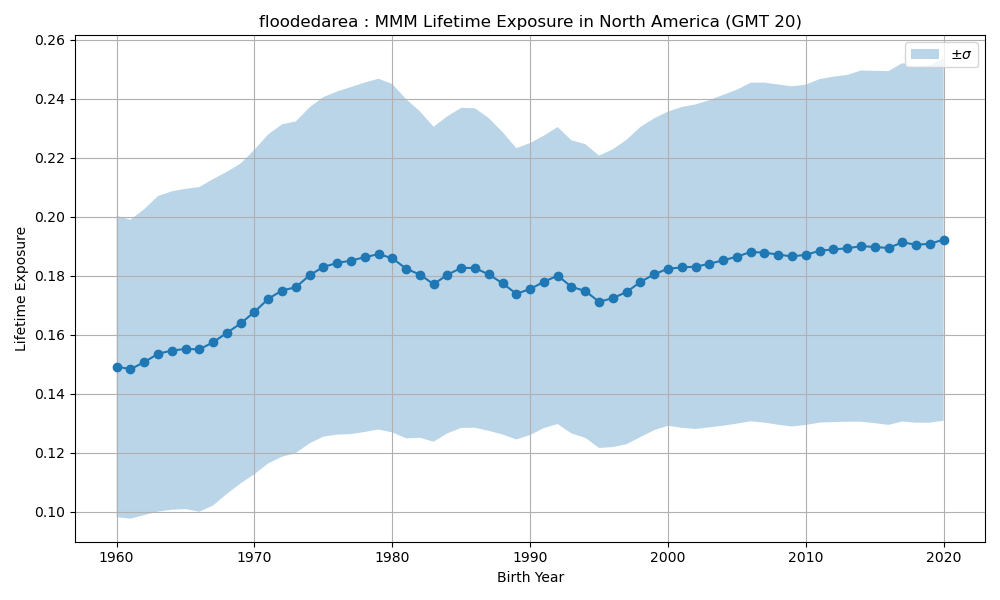 floodedarea : MMM Lifetime Exposure in North America (GMT 20)
±σ
Lifetime Exposure
0.26
0.24
0.22
0.20
0.18
0.16
0.14
0.12
0.10
1960 1970 1980 1990 2000 2010 2020
Birth Year